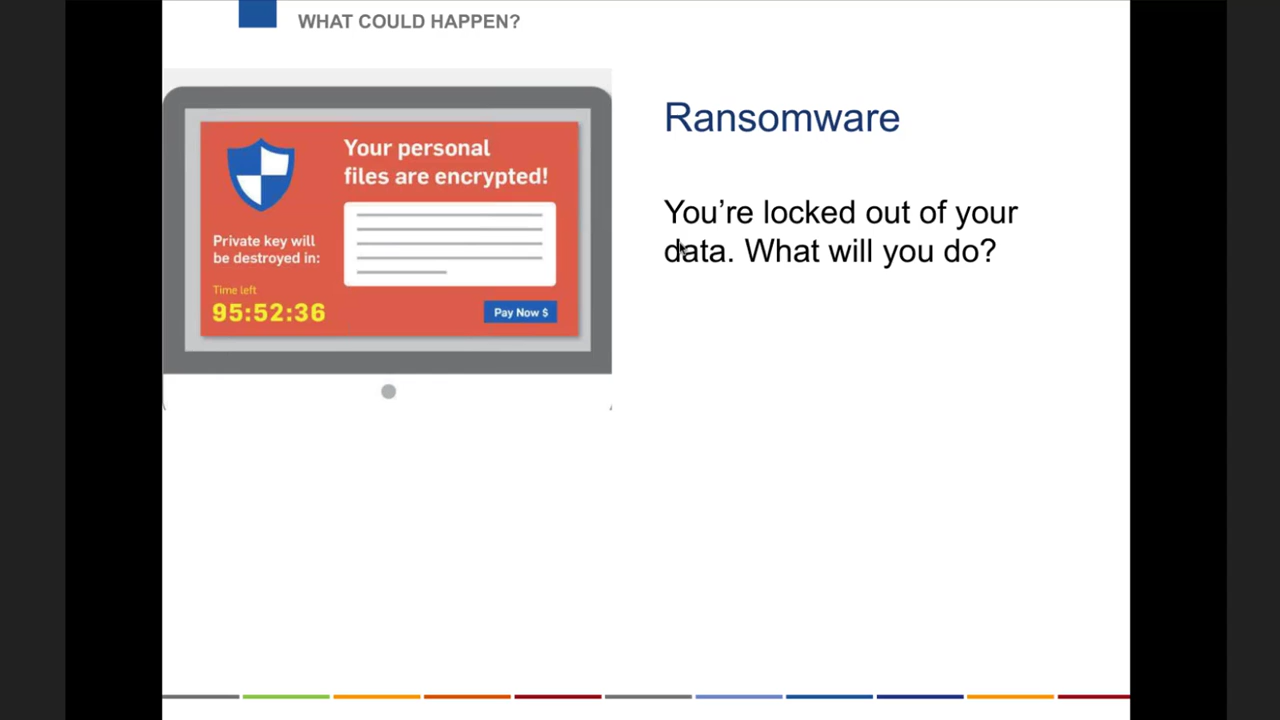 WHAT COULD HAPPEN?
Your personal
files are encrypted!
Private key will
be destroyed in:
Time left
95:52:36
Pay Now $
Ransomware
You’re locked out of your
data. What will you do?